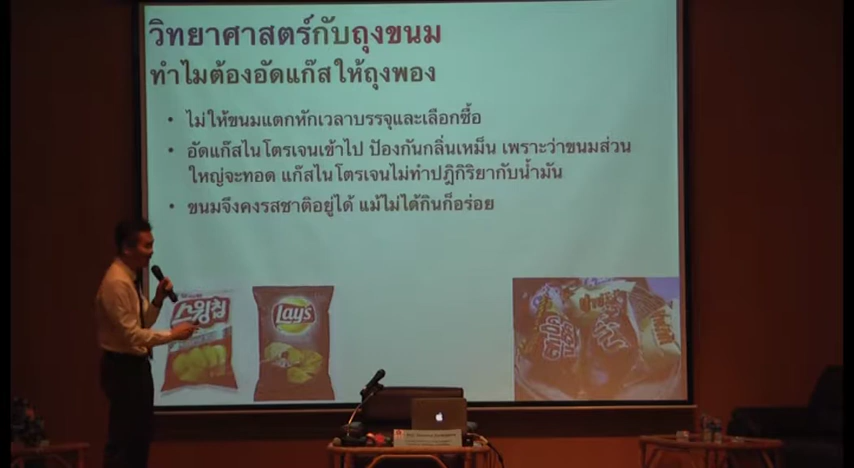 วิทยาศาสตร์กับถุงขนม
ทำไมต้องอัดแก๊สให้ถุงพอง
• ไม่ให้ขนมแตกหักเวลาบรรจุและเลือกซื้อ
• อัดแก๊สไนโตรเจนเข้าไป ป้องกันกลิ่นเหม็น เพราะว่าขนมส่วน
ใหญ่จะทอด แก๊สไนโตรเจนไม่ทำปฏิกิริยากับน้ำมัน
• ขนมจึงคงรสชาติอยู่ได้ แม้ไม่ได้กินก็อร่อย
스윙칩
Lay's